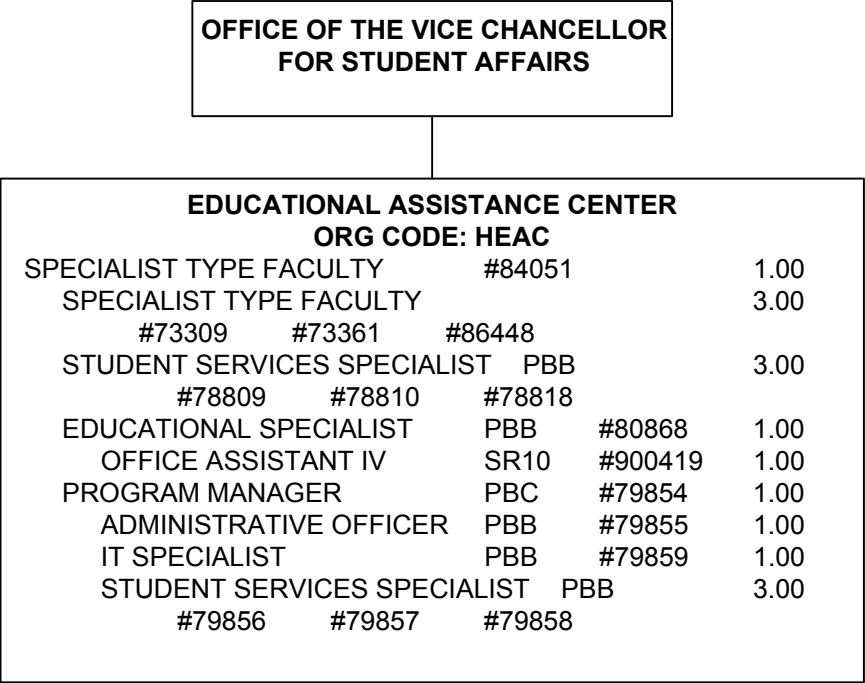 OFFICE OF THE VICE CHANCELLOR
FOR STUDENT AFFAIRS
EDUCATIONAL ASSISTANCE CENTER
ORG CODE: HEAC
SPECIALIST TYPE FACULTY #84051 1.00
SPECIALIST TYPE FACULTY 3.00
#73309 #73361 #86448
STUDENT SERVICES SPECIALIST PBB 3.00
#78809 #78810 #78818
EDUCATIONAL SPECIALIST PBB #80868 1.00
OFFICE ASSISTANT IV SR10 #900419 1.00
PROGRAM MANAGER PBC #79854 1.00
ADMINISTRATIVE OFFICER PBB #79855 1.00
IT SPECIALIST PBB #79859 1.00
STUDENT SERVICES SPECIALIST PBB 3.00
#79856 #79857 #79858